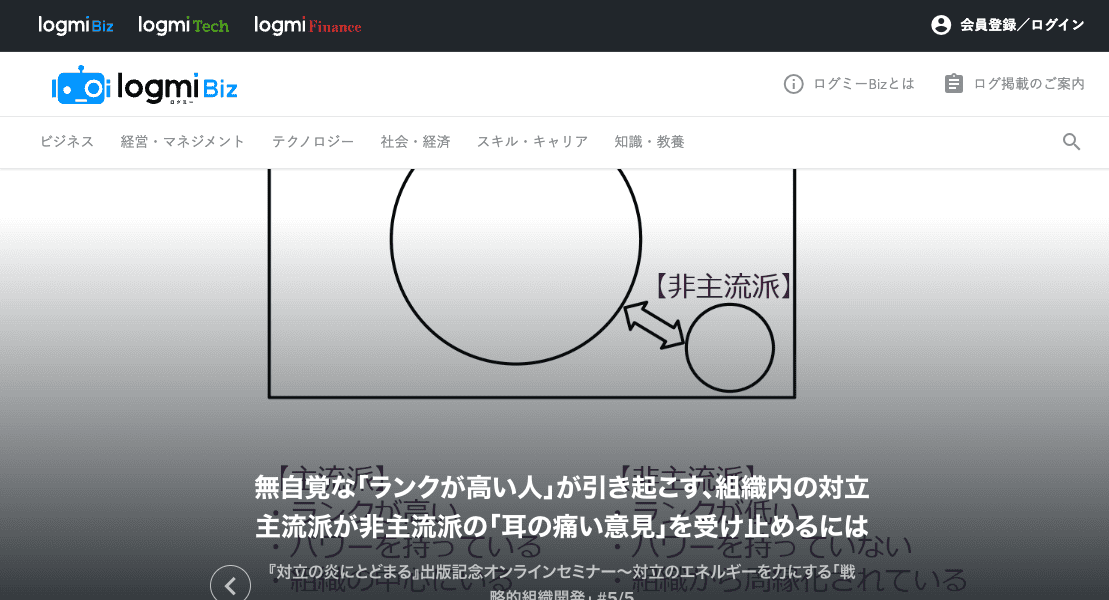 logmi Biz logmi Tech logmi Finance 会員登録／ログイン
logmi Biz ログミーBizとは ログ掲載のご案内
ログミー
ビジネス 経営・マネジメント テクノロジー 社会・経済 スキル・キャリア 知識・教養
【非主流派】
【主流派】 【非主流派】
・ランクが高い ・ランクが低い
・パワーを持っている ・パワーを持っていない
・組織の中心にいる ・組織から周縁化されている
無自覚な「ランクが高い人」が引き起こす、組織内の対立
主流派が非主流派の「耳の痛い意見」を受け止めるには
『対立の炎にとどまる』出版記念オンラインセミナー〜対立のエネルギーを力にする「戦
略的組織開発」 #5/5